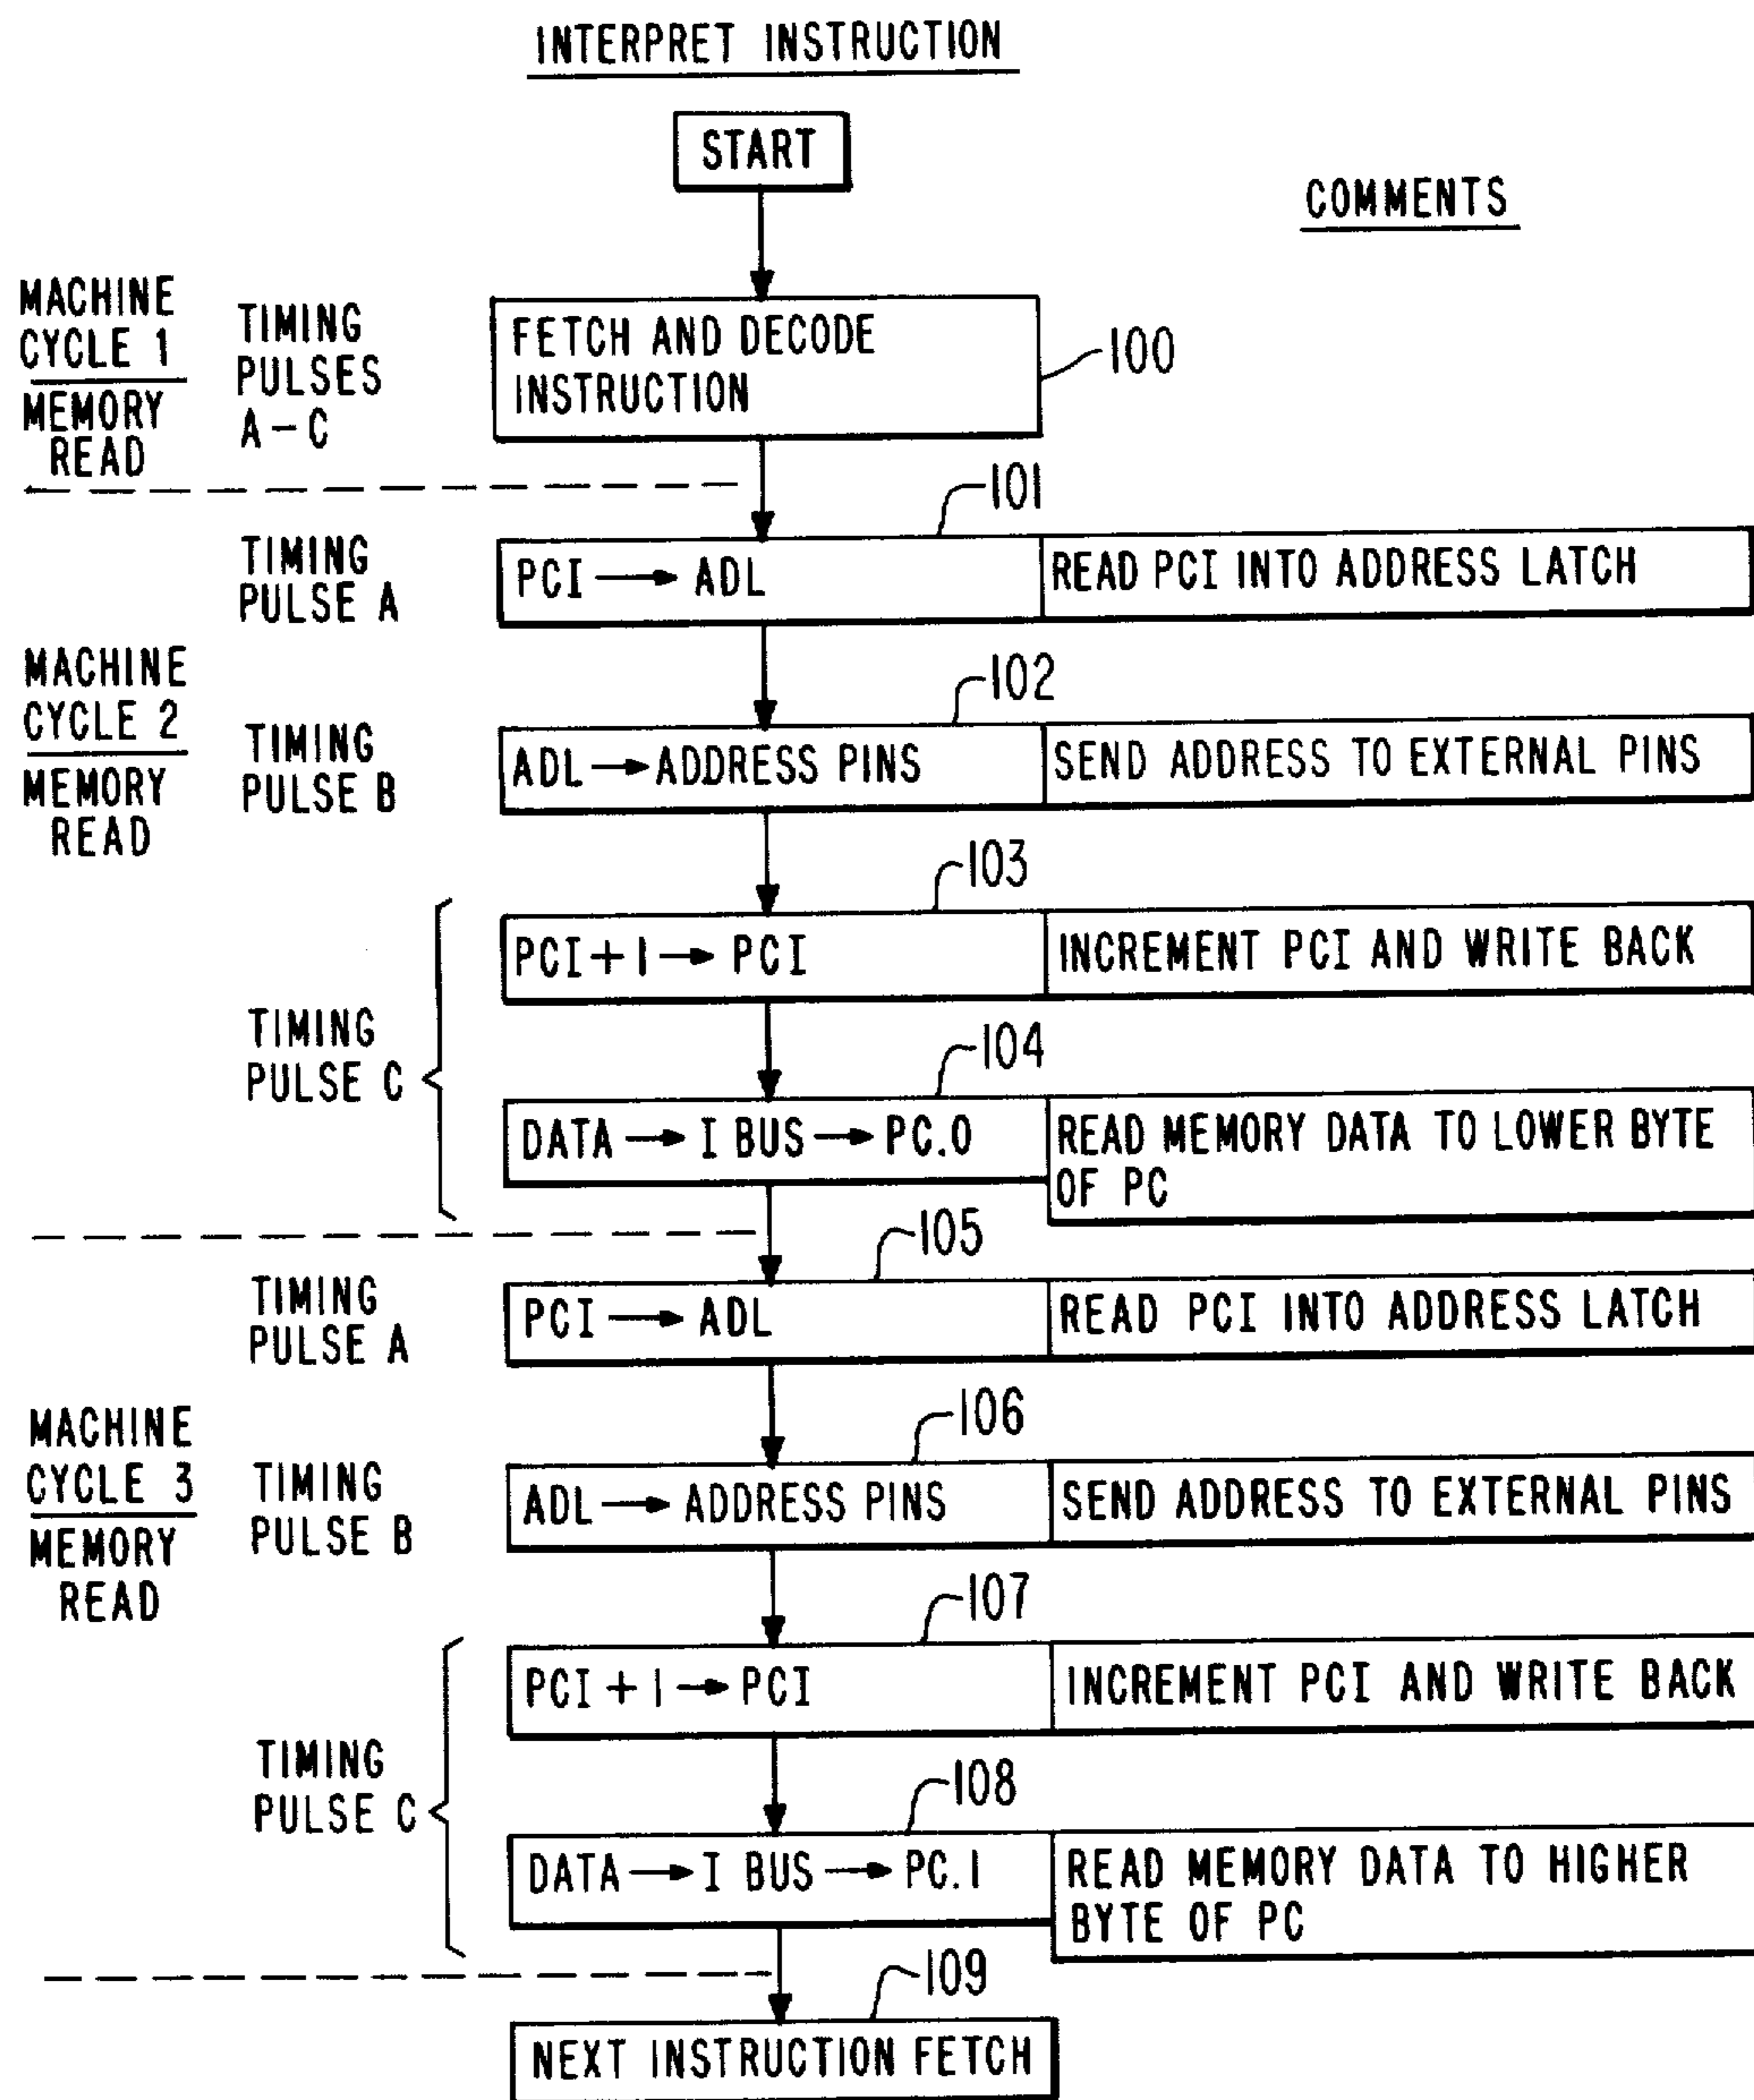 INTERPRET INSTRUCTION
START
COMMENTS
MACHINE
CYCLE 1
MEMORY
READ
TIMING
PULSES
A-C
FETCH AND DECODE
INSTRUCTION
100
101
TIMING
PULSE A
PCI → ADL
READ PCI INTO ADDRESS LATCH
MACHINE
CYCLE 2
MEMORY
READ
102
TIMING
PULSE B
ADL → ADDRESS PINS
SEND ADDRESS TO EXTERNAL PINS
103
PCI + 1 → PCI
INCREMENT PCI AND WRITE BACK
TIMING
PULSE C
104
DATA → I BUS → PC.0
READ MEMORY DATA TO LOWER BYTE
OF PC
105
TIMING
PULSE A
PCI → ADL
READ PCI INTO ADDRESS LATCH
MACHINE
CYCLE 3
MEMORY
READ
106
TIMING
PULSE B
ADL → ADDRESS PINS
SEND ADDRESS TO EXTERNAL PINS
107
PCI + 1 → PCI
INCREMENT PCI AND WRITE BACK
TIMING
PULSE C
108
DATA → I BUS → PC.1
READ MEMORY DATA TO HIGHER
BYTE OF PC
109
NEXT INSTRUCTION FETCH